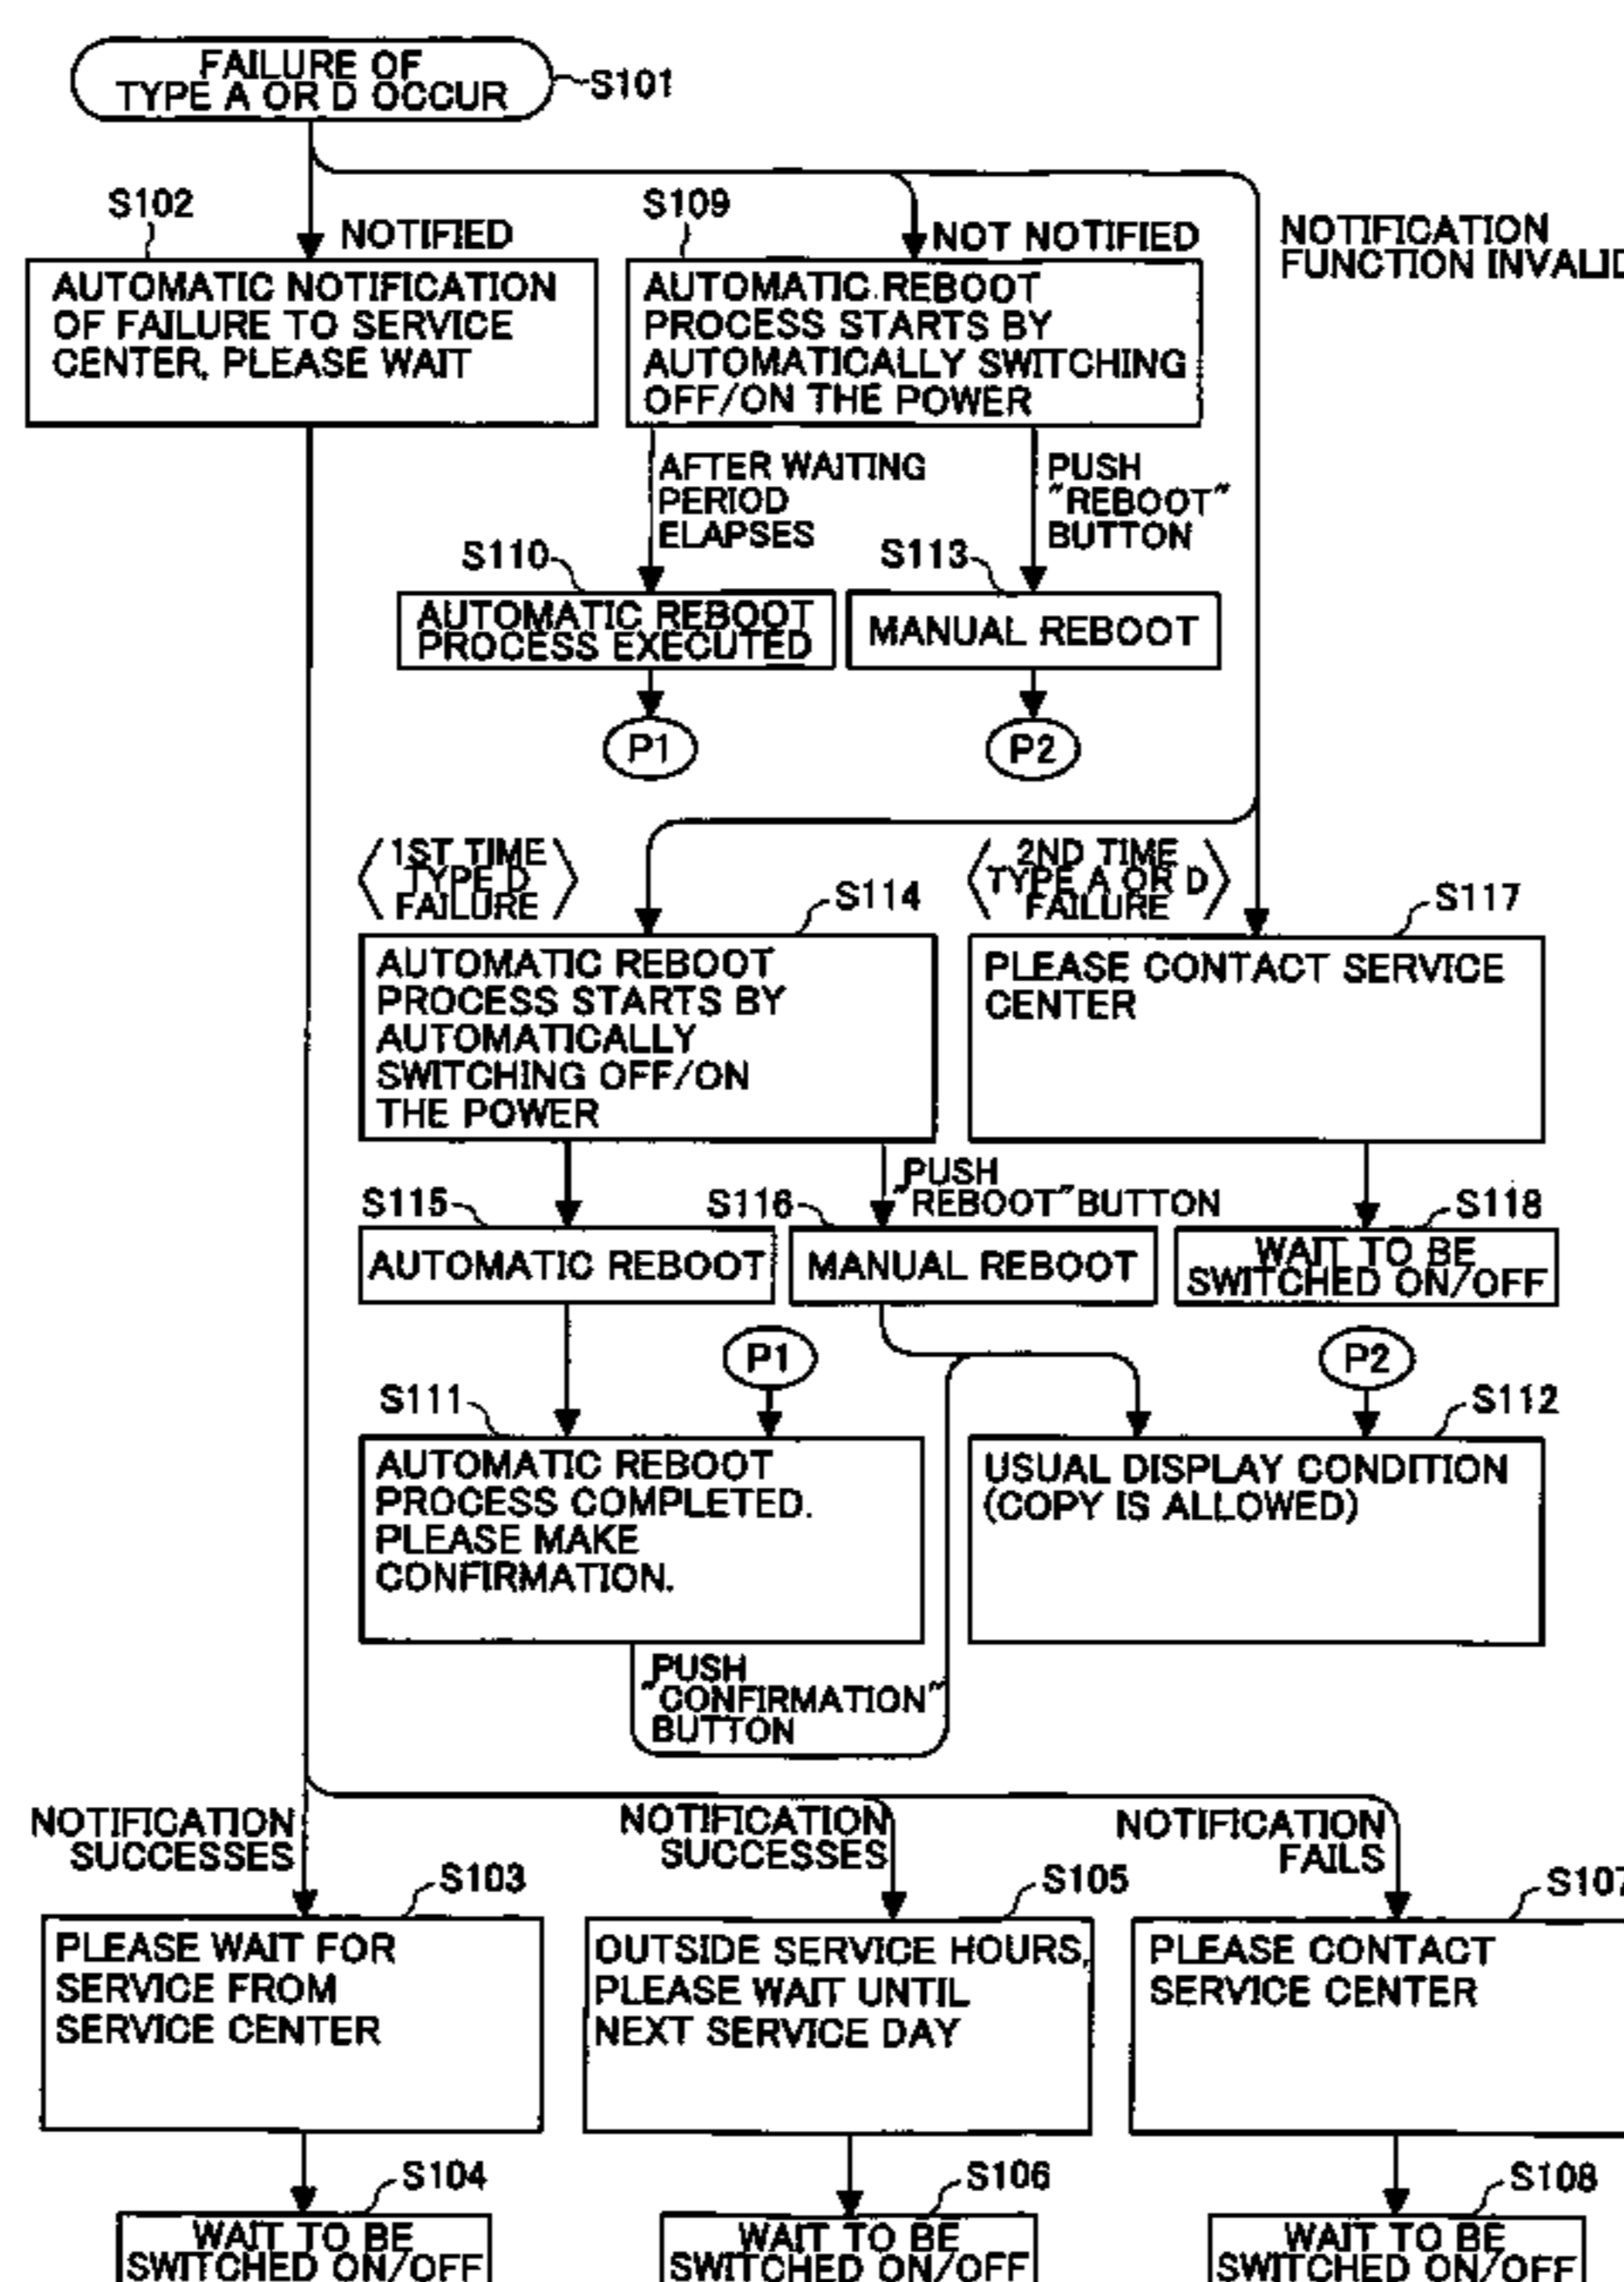 FAILURE OF
TYPE A OR D OCCUR
S101
S102
NOTIFIED
S109
NOT NOTIFIED
NOTIFICATION
FUNCTION INVALID
AUTOMATIC NOTIFICATION
OF FAILURE TO SERVICE
CENTER, PLEASE WAIT
AUTOMATIC REBOOT
PROCESS STARTS BY
AUTOMATICALLY SWITCHING
OFF/ON THE POWER
AFTER WAITING
PERIOD
ELAPSES
PUSH
"REBOOT"
BUTTON
S110
S113
AUTOMATIC REBOOT
PROCESS EXECUTED
MANUAL REBOOT
P1
P2
1ST TIME
TYPE D
FAILURE
S114
2ND TIME
TYPE A OR D
FAILURE
S117
AUTOMATIC REBOOT
PROCESS STARTS BY
AUTOMATICALLY
SWITCHING OFF/ON
THE POWER
PLEASE CONTACT SERVICE
CENTER
PUSH
"REBOOT" BUTTON
S115
S116
S118
AUTOMATIC REBOOT
MANUAL REBOOT
WAIT TO BE
SWITCHED ON/OFF
P1
P2
S111
S112
AUTOMATIC REBOOT
PROCESS COMPLETED.
PLEASE MAKE
CONFIRMATION.
USUAL DISPLAY CONDITION
(COPY IS ALLOWED)
PUSH
"CONFIRMATION"
BUTTON
NOTIFICATION
SUCCESSES
S103
NOTIFICATION
SUCCESSES
S105
NOTIFICATION
FAILS
S107
PLEASE WAIT FOR
SERVICE FROM
SERVICE CENTER
OUTSIDE SERVICE HOURS,
PLEASE WAIT UNTIL
NEXT SERVICE DAY
PLEASE CONTACT
SERVICE CENTER
S104
S106
S108
WAIT TO BE
SWITCHED ON/OFF
WAIT TO BE
SWITCHED ON/OFF
WAIT TO BE
SWITCHED ON/OFF